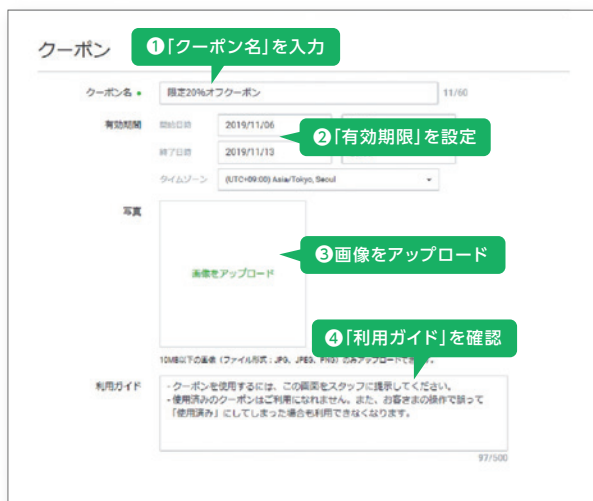 クーポン
❶「クーポン名」を入力
クーポン名
限定20%オフクーポン
11/60
有効期間
開始日時
2019/11/06
❷「有効期限」を設定
終了日時
2019/11/13
タイムゾーン
(UTC+09:00) Asia/Tokyo, Seoul
写真
画像をアップロード
❸画像をアップロード
❹「利用ガイド」を確認
10MB以下の画像（ファイル形式：JPG、JPEG、PNG）のみアップロードできます。
利用ガイド
・クーポンを使用するには、この画面をスタッフに提示してください。
・使用済みのクーポンはご利用になれません。また、お客さまの操作で誤って
「使用済み」にしてしまった場合も利用できなくなります。
97/500